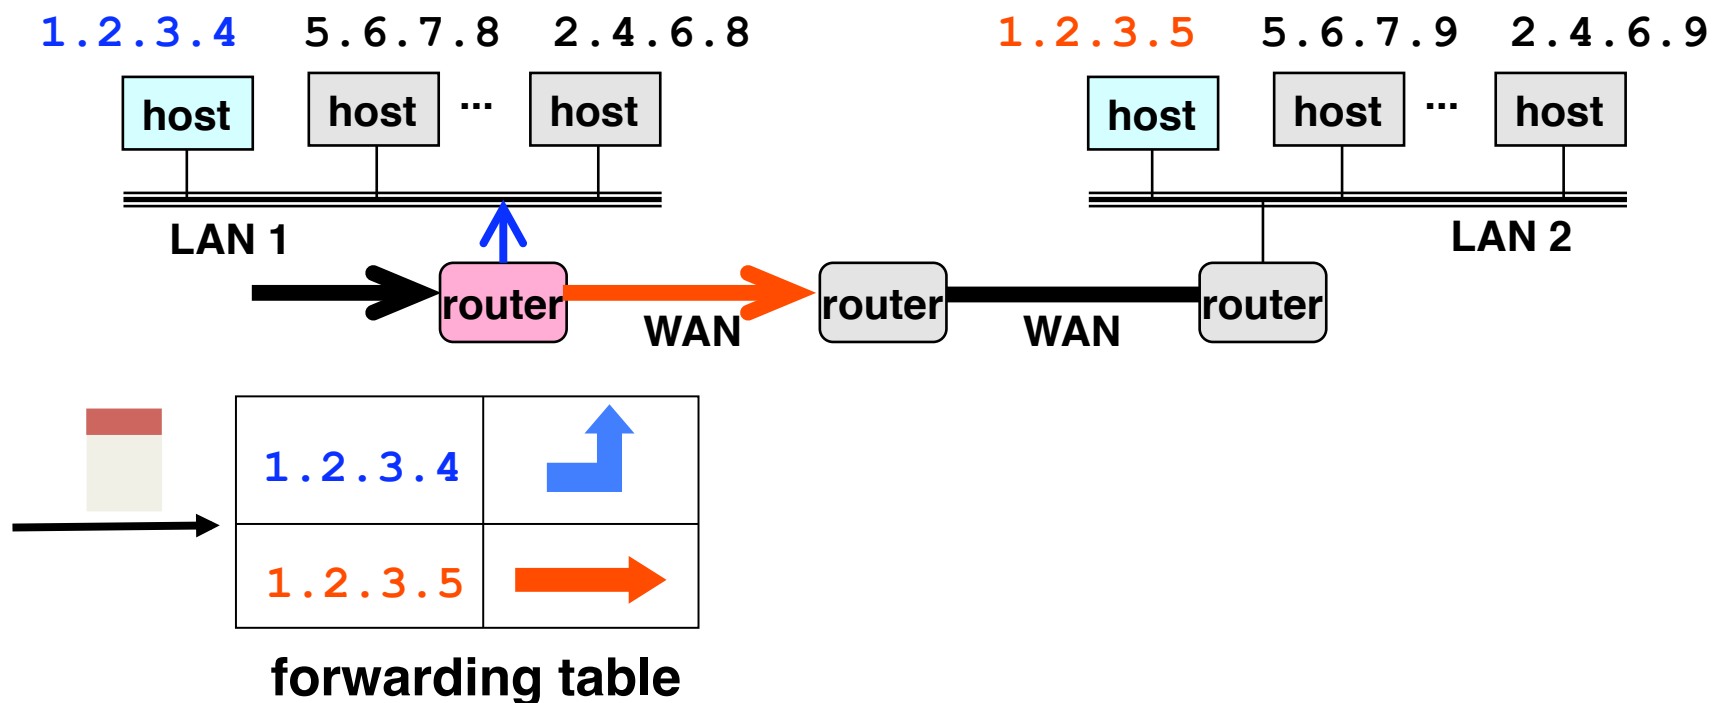 1.2.3.4 5.6.7.8 2.4.6.8 1.2.3.5 5.6.7.9 2.4.6.9
host host ... host host host ... host
LAN 1 LAN 2
router router router
WAN WAN
1.2.3.4
1.2.3.5
forwarding table